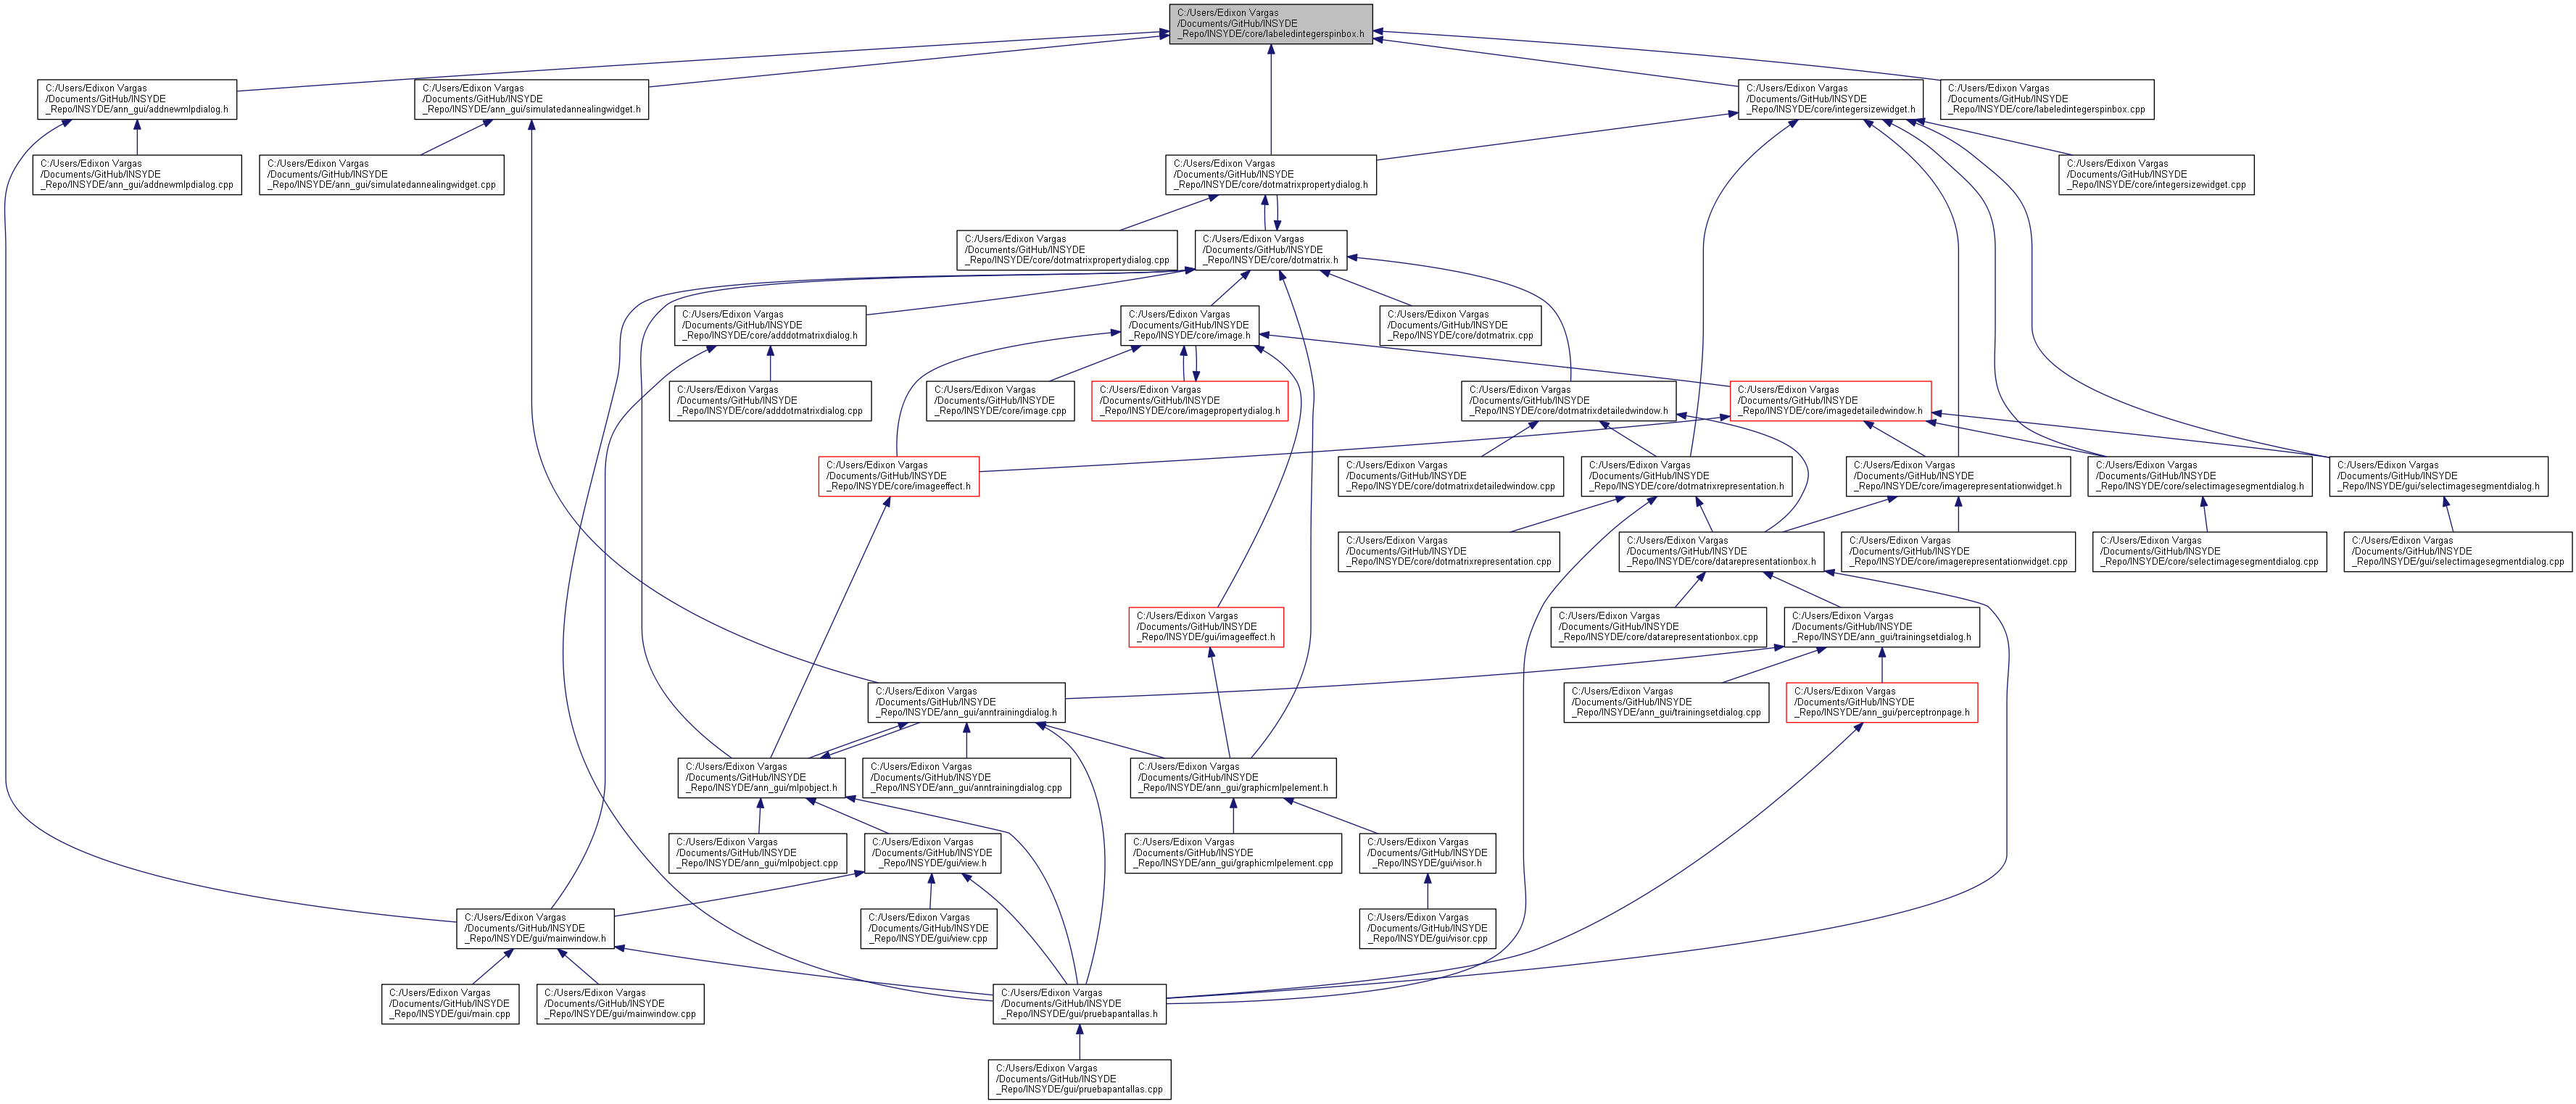 C:/Users/Edixon Vargas
/Documents/GitHub/INSYDE
_Repo/INSYDE/core/labeledintegerspinbox.h
C:/Users/Edixon Vargas
/Documents/GitHub/INSYDE
_Repo/INSYDE/ann_gui/addnewmlpdialog.h
C:/Users/Edixon Vargas
/Documents/GitHub/INSYDE
_Repo/INSYDE/ann_gui/simulatedannealingwidget.h
C:/Users/Edixon Vargas
/Documents/GitHub/INSYDE
_Repo/INSYDE/core/integersizewidget.h
C:/Users/Edixon Vargas
/Documents/GitHub/INSYDE
_Repo/INSYDE/core/labeledintegerspinbox.cpp
C:/Users/Edixon Vargas
/Documents/GitHub/INSYDE
_Repo/INSYDE/ann_gui/addnewmlpdialog.cpp
C:/Users/Edixon Vargas
/Documents/GitHub/INSYDE
_Repo/INSYDE/ann_gui/simulatedannealingwidget.cpp
C:/Users/Edixon Vargas
/Documents/GitHub/INSYDE
_Repo/INSYDE/core/dotmatrixpropertydialog.h
C:/Users/Edixon Vargas
/Documents/GitHub/INSYDE
_Repo/INSYDE/core/integersizewidget.cpp
C:/Users/Edixon Vargas
/Documents/GitHub/INSYDE
_Repo/INSYDE/core/dotmatrixpropertydialog.cpp
C:/Users/Edixon Vargas
/Documents/GitHub/INSYDE
_Repo/INSYDE/core/dotmatrix.h
C:/Users/Edixon Vargas
/Documents/GitHub/INSYDE
_Repo/INSYDE/core/adddotmatrixdialog.h
C:/Users/Edixon Vargas
/Documents/GitHub/INSYDE
_Repo/INSYDE/core/image.h
C:/Users/Edixon Vargas
/Documents/GitHub/INSYDE
_Repo/INSYDE/core/dotmatrix.cpp
C:/Users/Edixon Vargas
/Documents/GitHub/INSYDE
_Repo/INSYDE/core/adddotmatrixdialog.cpp
C:/Users/Edixon Vargas
/Documents/GitHub/INSYDE
_Repo/INSYDE/core/image.cpp
C:/Users/Edixon Vargas
/Documents/GitHub/INSYDE
_Repo/INSYDE/core/imagepropertydialog.h
C:/Users/Edixon Vargas
/Documents/GitHub/INSYDE
_Repo/INSYDE/core/dotmatrixdetailedwindow.h
C:/Users/Edixon Vargas
/Documents/GitHub/INSYDE
_Repo/INSYDE/core/imagedetailedwindow.h
C:/Users/Edixon Vargas
/Documents/GitHub/INSYDE
_Repo/INSYDE/core/imageeffect.h
C:/Users/Edixon Vargas
/Documents/GitHub/INSYDE
_Repo/INSYDE/core/dotmatrixdetailedwindow.cpp
C:/Users/Edixon Vargas
/Documents/GitHub/INSYDE
_Repo/INSYDE/core/dotmatrixrepresentation.h
C:/Users/Edixon Vargas
/Documents/GitHub/INSYDE
_Repo/INSYDE/core/imagerepresentationwidget.h
C:/Users/Edixon Vargas
/Documents/GitHub/INSYDE
_Repo/INSYDE/core/selectimagesegmentdialog.h
C:/Users/Edixon Vargas
/Documents/GitHub/INSYDE
_Repo/INSYDE/gui/selectimagesegmentdialog.h
C:/Users/Edixon Vargas
/Documents/GitHub/INSYDE
_Repo/INSYDE/core/dotmatrixrepresentation.cpp
C:/Users/Edixon Vargas
/Documents/GitHub/INSYDE
_Repo/INSYDE/core/datarepresentationbox.h
C:/Users/Edixon Vargas
/Documents/GitHub/INSYDE
_Repo/INSYDE/core/imagerepresentationwidget.cpp
C:/Users/Edixon Vargas
/Documents/GitHub/INSYDE
_Repo/INSYDE/core/selectimagesegmentdialog.cpp
C:/Users/Edixon Vargas
/Documents/GitHub/INSYDE
_Repo/INSYDE/gui/selectimagesegmentdialog.cpp
C:/Users/Edixon Vargas
/Documents/GitHub/INSYDE
_Repo/INSYDE/gui/imageeffect.h
C:/Users/Edixon Vargas
/Documents/GitHub/INSYDE
_Repo/INSYDE/core/datarepresentationbox.cpp
C:/Users/Edixon Vargas
/Documents/GitHub/INSYDE
_Repo/INSYDE/ann_gui/trainingsetdialog.h
C:/Users/Edixon Vargas
/Documents/GitHub/INSYDE
_Repo/INSYDE/ann_gui/anntrainingdialog.h
C:/Users/Edixon Vargas
/Documents/GitHub/INSYDE
_Repo/INSYDE/ann_gui/trainingsetdialog.cpp
C:/Users/Edixon Vargas
/Documents/GitHub/INSYDE
_Repo/INSYDE/ann_gui/perceptronpage.h
C:/Users/Edixon Vargas
/Documents/GitHub/INSYDE
_Repo/INSYDE/ann_gui/mlpobject.h
C:/Users/Edixon Vargas
/Documents/GitHub/INSYDE
_Repo/INSYDE/ann_gui/anntrainingdialog.cpp
C:/Users/Edixon Vargas
/Documents/GitHub/INSYDE
_Repo/INSYDE/ann_gui/graphicmlpelement.h
C:/Users/Edixon Vargas
/Documents/GitHub/INSYDE
_Repo/INSYDE/ann_gui/mlpobject.cpp
C:/Users/Edixon Vargas
/Documents/GitHub/INSYDE
_Repo/INSYDE/gui/view.h
C:/Users/Edixon Vargas
/Documents/GitHub/INSYDE
_Repo/INSYDE/ann_gui/graphicmlpelement.cpp
C:/Users/Edixon Vargas
/Documents/GitHub/INSYDE
_Repo/INSYDE/gui/visor.h
C:/Users/Edixon Vargas
/Documents/GitHub/INSYDE
_Repo/INSYDE/gui/mainwindow.h
C:/Users/Edixon Vargas
/Documents/GitHub/INSYDE
_Repo/INSYDE/gui/view.cpp
C:/Users/Edixon Vargas
/Documents/GitHub/INSYDE
_Repo/INSYDE/gui/visor.cpp
C:/Users/Edixon Vargas
/Documents/GitHub/INSYDE
_Repo/INSYDE/gui/main.cpp
C:/Users/Edixon Vargas
/Documents/GitHub/INSYDE
_Repo/INSYDE/gui/mainwindow.cpp
C:/Users/Edixon Vargas
/Documents/GitHub/INSYDE
_Repo/INSYDE/gui/pruebapantallas.h
C:/Users/Edixon Vargas
/Documents/GitHub/INSYDE
_Repo/INSYDE/gui/pruebapantallas.cpp